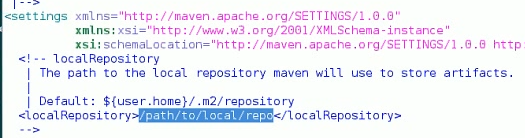 |-->
<settings xmlns="http://maven.apache.org/SETTINGS/1.0.0"
xmlns:xsi="http://www.w3.org/2001/XMLSchema-instance"
xsi:schemaLocation="http://maven.apache.org/SETTINGS/1.0.0 http
<!-- localRepository
| The path to the local repository maven will use to store artifacts.
|
| Default: ${user.home}/.m2/repository
<localRepository>/path/to/local/repo</localRepository>
-->